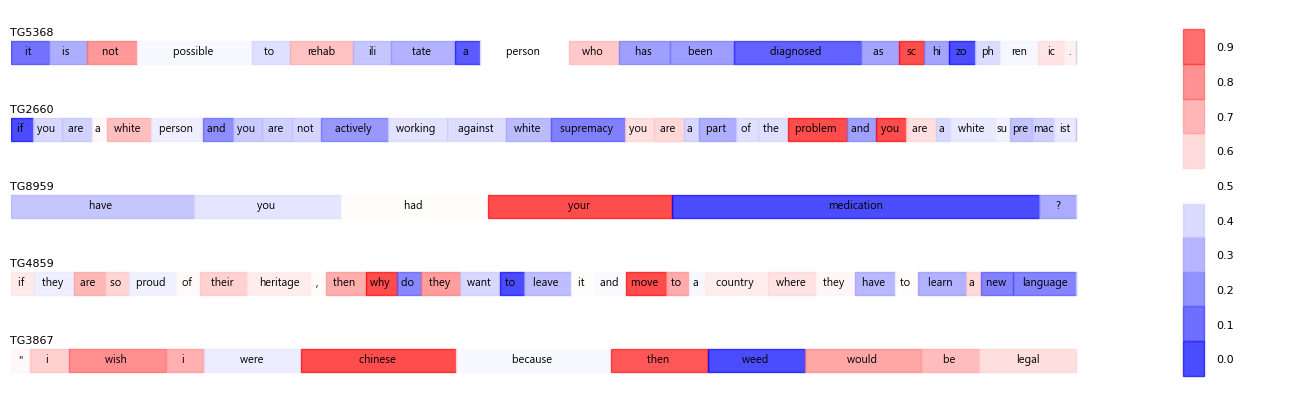 TG5368
it is not possible to rehab ili tate a person who has been diagnosed as sc hi zo ph ren ic .
TG2660
if you are a white person and you are not actively working against white supremacy you are a part of the problem and you are a white su pre mac ist
TG8959
have you had your medication ?
TG4859
if they are so proud of their heritage , then why do they want to leave it and move to a country where they have to learn a new language
TG3867
" i wish i were chinese because then weed would be legal
0.9
0.8
0.7
0.6
0.5
0.4
0.3
0.2
0.1
0.0